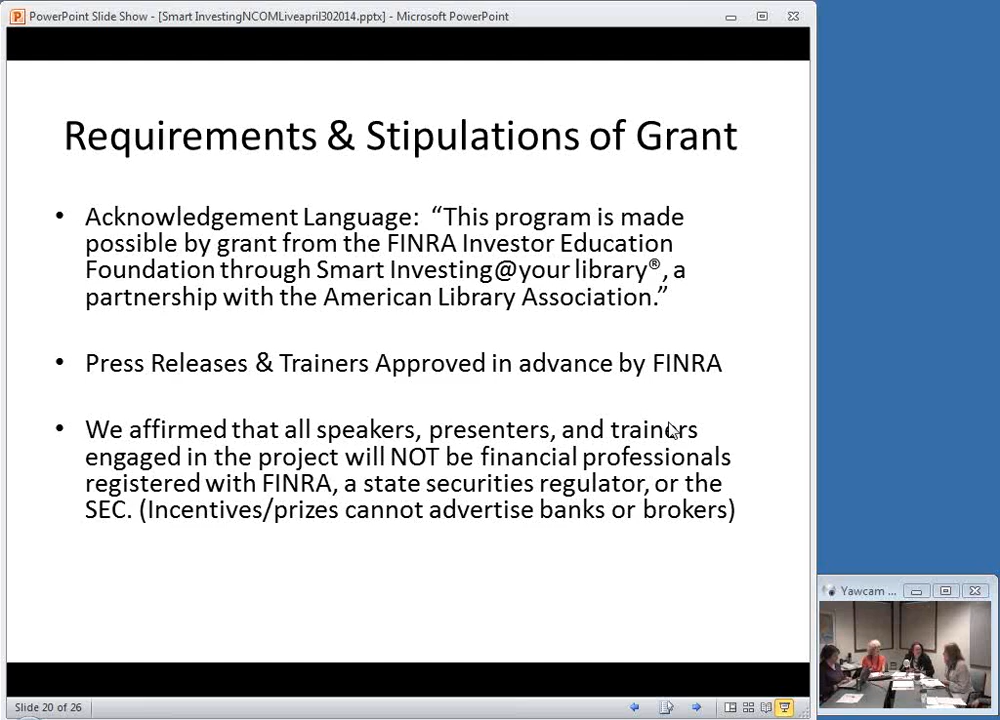 PowerPoint Slide Show - [Smart InvestingNCOMLiveapril302014.pptx] - Microsoft PowerPoint
Requirements & Stipulations of Grant
• Acknowledgement Language: “This program is made
possible by grant from the FINRA Investor Education
Foundation through Smart Investing@your library®, a
partnership with the American Library Association.”
• Press Releases & Trainers Approved in advance by FINRA
• We affirmed that all speakers, presenters, and trainers
engaged in the project will NOT be financial professionals
registered with FINRA, a state securities regulator, or the
SEC. (Incentives/prizes cannot advertise banks or brokers)
Yawcam ...
Slide 20 of 26